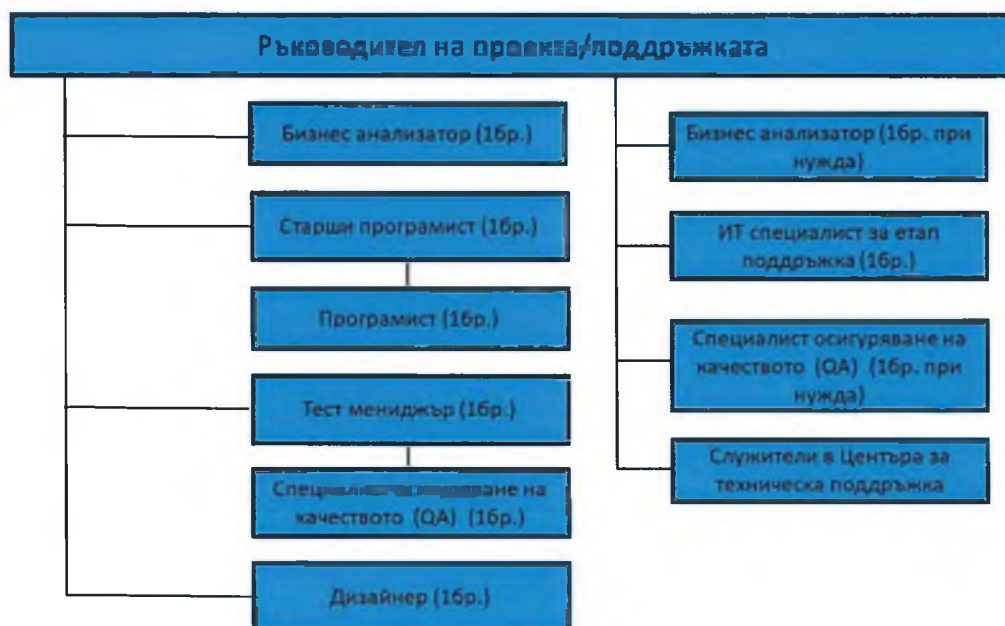 Ръководител на проекта/поддръжката
Бизнес анализатор (1бр.)
Старши програмист (1бр.)
Програмист (1бр.)
Тест мениджър (1бр.)
на
качеството (QA) (1бр.)
Дизайнер (1бр.)
Бизнес анализатор (1бр. при
нужда)
ИТ специалист за етап
поддръжка (1бр.)
Специалист осигуряване на
качеството (QA) (1бр. при
нужда)
Служители в Центъра за
техническа поддръжка